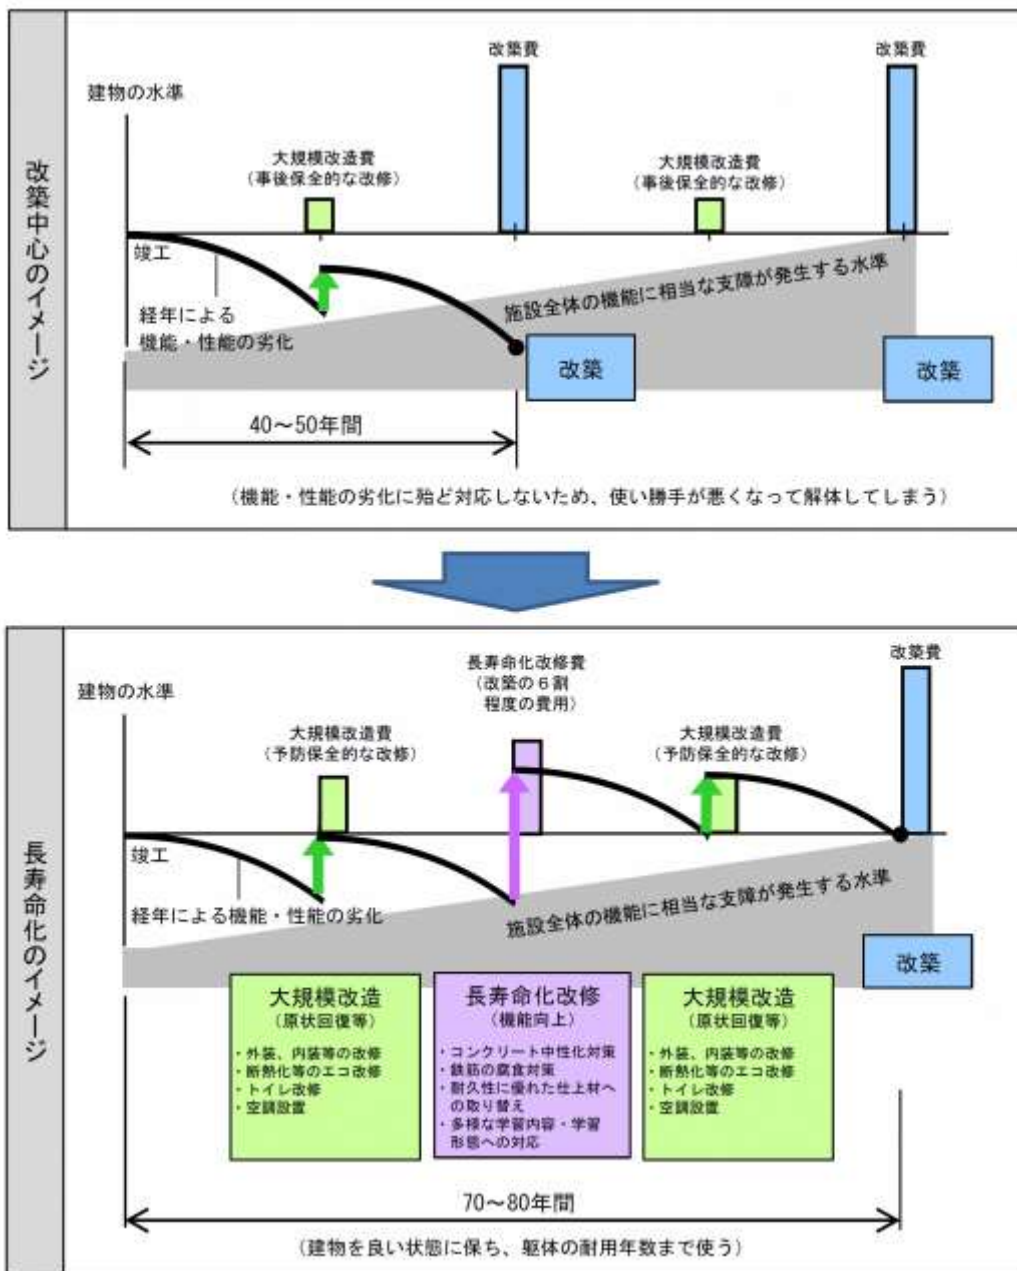 改築中心のイメージ
建物の水準
改築費
改築費
大規模改造費
（事後保全的な改修）
大規模改造費
（事後保全的な改修）
竣工
経年による
機能・性能の劣化
施設全体の機能に相当な支障が発生する水準
改築
改築
40～50年間
（機能・性能の劣化に殆ど対応しないため、使い勝手が悪くなって解体してしまう）
長寿命化のイメージ
建物の水準
長寿命化改修費
（改築の６割
程度の費用）
改築費
大規模改造費
（予防保全的な改修）
大規模改造費
（予防保全的な改修）
竣工
経年による機能・性能の劣化
施設全体の機能に相当な支障が発生する水準
改築
大規模改造
（原状回復等）
・外装、内装等の改修
・断熱化等のエコ改修
・トイレ改修
・空調設置
長寿命化改修
（機能向上）
・コンクリート中性化対策
・鉄筋の腐食対策
・耐久性に優れた仕上材へ
の取り替え
・多様な学習内容・学習
形態への対応
大規模改造
（原状回復等）
・外装、内装等の改修
・断熱化等のエコ改修
・トイレ改修
・空調設置
70～80年間
（建物を良い状態に保ち、躯体の耐用年数まで使う）